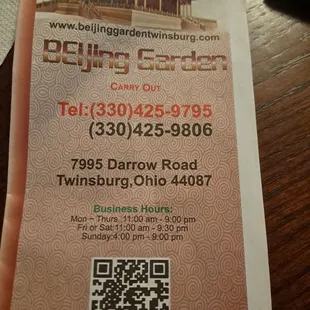 www.beijinggardentwinsburg.com
BEIjing Garden
CARRY OUT
Tel:(330)425-9795
(330)425-9806
7995 Darrow Road
Twinsburg,Ohio 44087
Business Hours:
Mon ~ Thurs :11:00 am - 9:00 pm
Fri or Sat:11:00 am - 9:30 pm
Sunday:4:00 pm - 9:00 pm